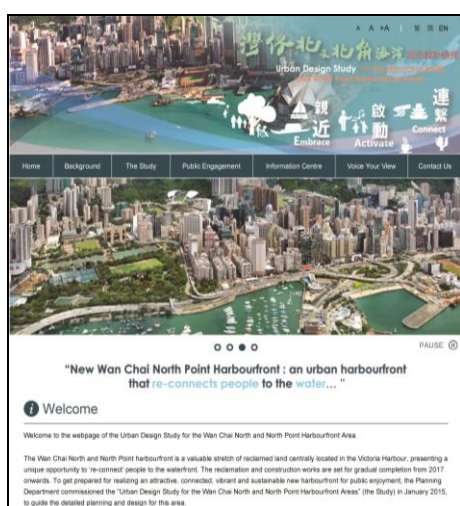 A A +A | 繁 简 EN
灣仔北及北角海濱城市設計研究
Urban Design Study
親近
Embrace
啟動
Activate
連繫
Connect
Home Background The Study Public Engagement Information Centre Voice Your View Contact Us
PAUSE
"New Wan Chai North Point Harbourfront : an urban harbourfront
that re-connects people to the water... "
i Welcome
Welcome to the webpage of the Urban Design Study for the Wan Chai North and North Point Harbourfront Area.
The Wan Chai North and North Point harbourfront is a valuable stretch of reclaimed land centrally located in the Victoria Harbour, presenting a
unique opportunity to 're-connect' people to the waterfront. The reclamation and construction works are set for gradual completion from 2017
onwards. To get prepared for realizing an attractive, connected, vibrant and sustainable new harbourfront for public enjoyment, the Planning
Department commissioned the "Urban Design Study for the Wan Chai North and North Point Harbourfront Areas" (the Study) in January 2015,
to guide the detailed planning and design for this area.